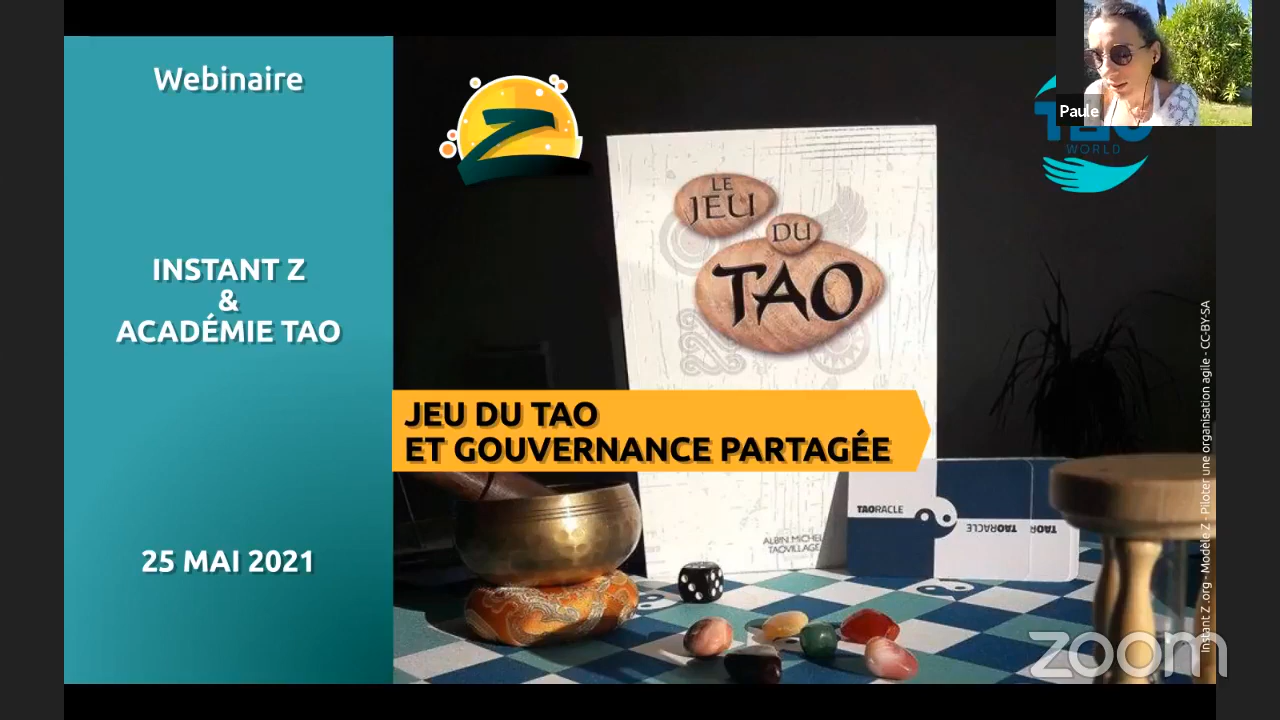 Webinaire
INSTANT Z
&
ACADÉMIE TAO
25 MAI 2021
Z
LE
JEU
DU
TAO
JEU DU TAO
ET GOUVERNANCE PARTAGÉE
ALBIN MICHEL
TAOVILLAGE
TAORACLE
TAORACLE
TAO
Paule
WORLD
Instant Z .org - Modèle Z - Piloter une organisation agile - CC-BY-SA
zoom